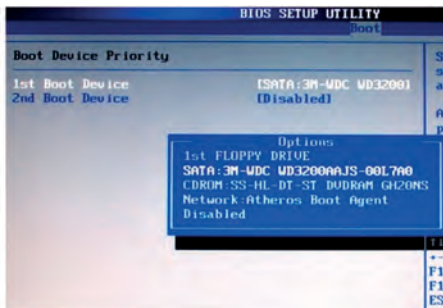 BIOS SETUP UTILITY
Boot
Boot Device Priority
1st Boot Device [SATA:3M-WDC WD3200]
2nd Boot Device [Disabled]
Options
1st FLOPPY DRIVE
SATA:3M-WDC WD3200AAJS-00L7A0
CDROM:SS-HL-DT-ST DVDRAM GH20NS
Network:Atheros Boot Agent
Disabled
F1